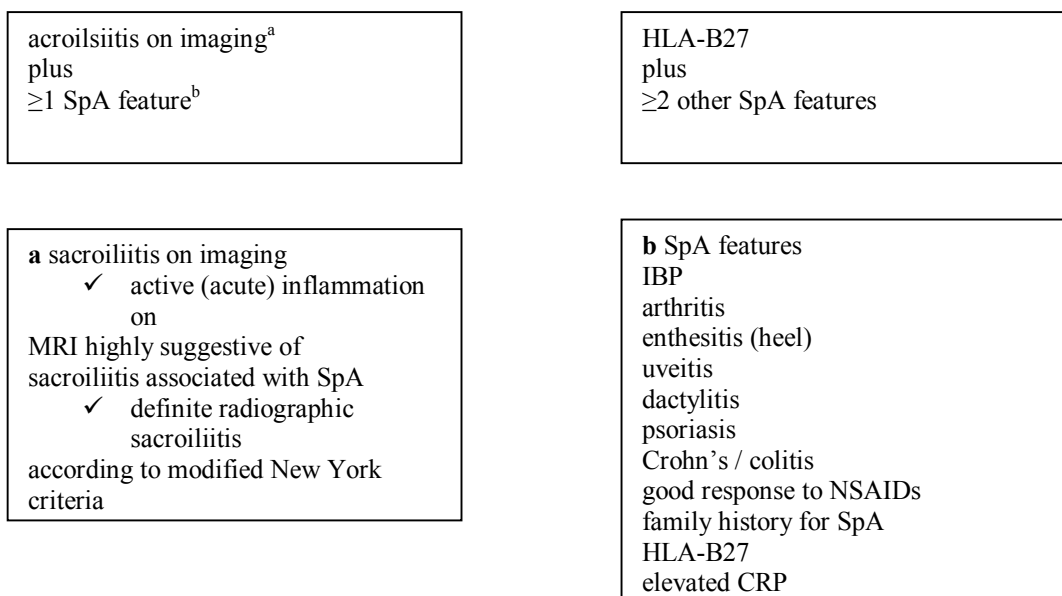 acroilsiitis on imagingᵃ
plus
≥1 SpA featureᵇ
HLA-B27
plus
≥2 other SpA features
a sacroiliitis on imaging
✓ active (acute) inflammation
on
MRI highly suggestive of
sacroiliitis associated with SpA
✓ definite radiographic
sacroiliitis
according to modified New York
criteria
b SpA features
IBP
arthritis
enthesitis (heel)
uveitis
dactylitis
psoriasis
Crohn's / colitis
good response to NSAIDs
family history for SpA
HLA-B27
elevated CRP